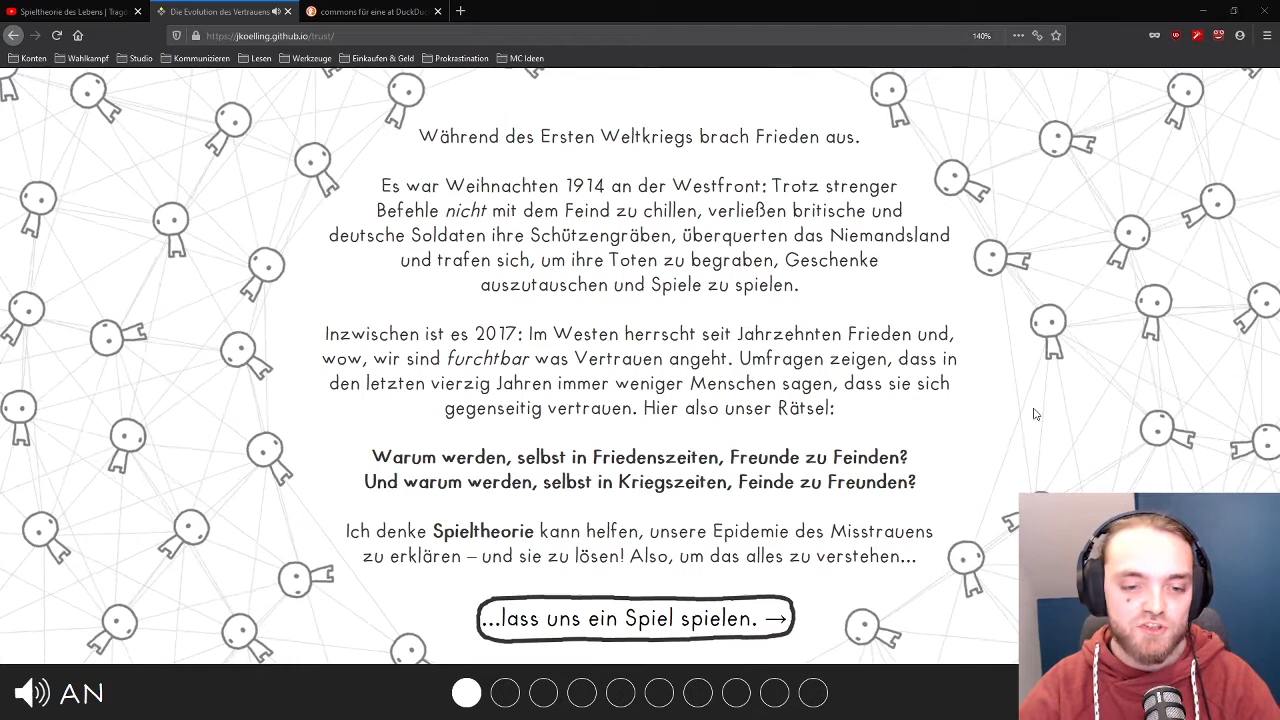 Spieltheorie des Lebens | Trago
Die Evolution des Vertrauens
commons für eine at DuckDuc
https://jkoelling.github.io/trust/
140%
Konten
Wahlkampf
Studio
Kommunizieren
Lesen
Werkzeuge
Einkaufen & Geld
Prokrastination
MC Ideen
Während des Ersten Weltkriegs brach Frieden aus.
Es war Weihnachten 1914 an der Westfront: Trotz strenger
Befehle nicht mit dem Feind zu chillen, verließen britische und
deutsche Soldaten ihre Schützengräben, überquerten das Niemandsland
und trafen sich, um ihre Toten zu begraben, Geschenke
auszutauschen und Spiele zu spielen.
Inzwischen ist es 2017: Im Westen herrscht seit Jahrzehnten Frieden und,
wow, wir sind furchtbar was Vertrauen angeht. Umfragen zeigen, dass in
den letzten vierzig Jahren immer weniger Menschen sagen, dass sie sich
gegenseitig vertrauen. Hier also unser Rätsel:
Warum werden, selbst in Friedenszeiten, Freunde zu Feinden?
Und warum werden, selbst in Kriegszeiten, Feinde zu Freunden?
Ich denke Spieltheorie kann helfen, unsere Epidemie des Misstrauens
zu erklären – und sie zu lösen! Also, um das alles zu verstehen...
...lass uns ein Spiel spielen. →
AN